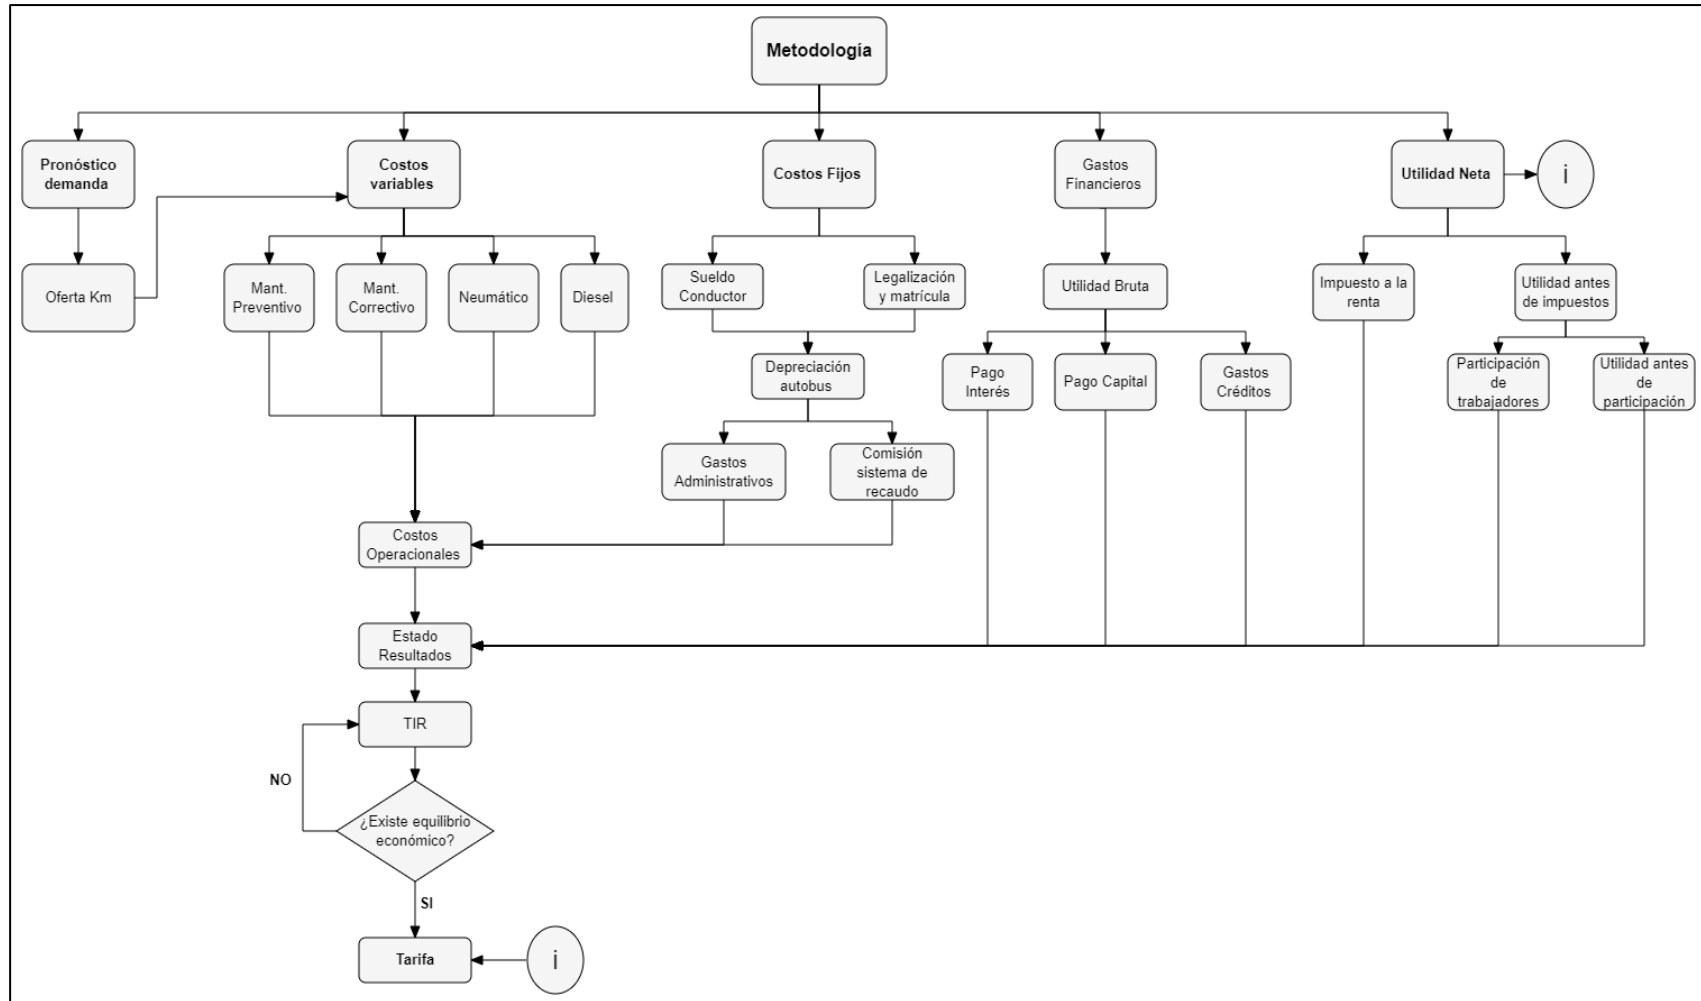 Metodología
Pronóstico
demanda
Costos
variables
Costos Fijos
Gastos
Financieros
Utilidad Neta
i
Oferta Km
Mant.
Preventivo
Mant.
Correctivo
Neumático
Diesel
Sueldo
Conductor
Legalización
y matrícula
Utilidad Bruta
Impuesto a la
renta
Utilidad antes
de impuestos
Depreciación
autobus
Pago
Interés
Pago Capital
Gastos
Créditos
Participación
de
trabajadores
Utilidad antes
de
participación
Gastos
Administrativos
Comisión
sistema de
recaudo
Costos
Operacionales
Estado
Resultados
TIR
NO
¿Existe equilibrio
económico?
SI
Tarifa
i